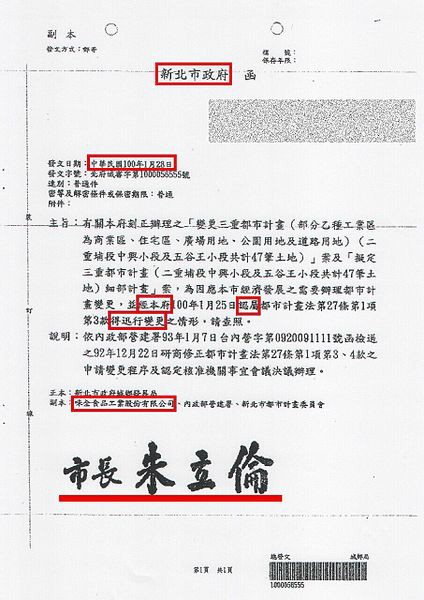 副本
發文方式：郵寄
檔　號：
保存年限：
新北市政府　函
發文日期：中華民國100年1月28日
發文字號：北府城審字第1000056555號
速別：普通件
密等及解密條件或保密期限：普通
附件：
主旨：有關本府刻正辦理之「變更三重都市計畫（部分乙種工業區
為商業區、住宅區、廣場用地、公園用地及道路用地）（二
重埔段中興小段及五谷王小段共計47筆土地）」案及「擬定
三重都市計畫（二重埔段中興小段及五谷王小段共計47筆土
地）細部計畫」案，為因應本市經濟發展之需要辦理都市計
畫變更，並經本府100年1月25日認屬都市計畫法第27條第1項
第3款得迅行變更之情形，請查照。
說明：依內政部營建署93年1月7日台內營字第0920091111號函檢送
之92年12月22日研商修正都市計畫法第27條第1項第3、4款之
申請變更程序及認定核准機關事宜會議決議辦理。
正本：新北市政府城鄉發展局
副本：味全食品工業股份有限公司、內政部營建署、新北市都市計畫委員會
裝
訂
線
市長 朱立倫
總發文　城鄉局
第1頁　共1頁
1000056555